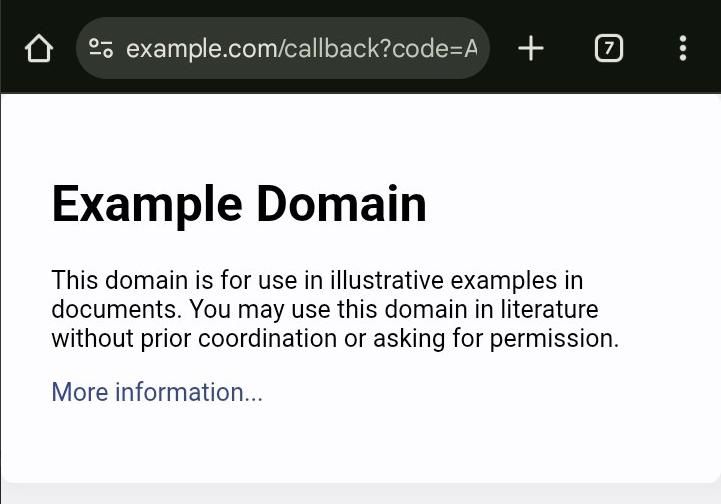 example.com/callback?code=A
7
Example Domain
This domain is for use in illustrative examples in
documents. You may use this domain in literature
without prior coordination or asking for permission.
More information...